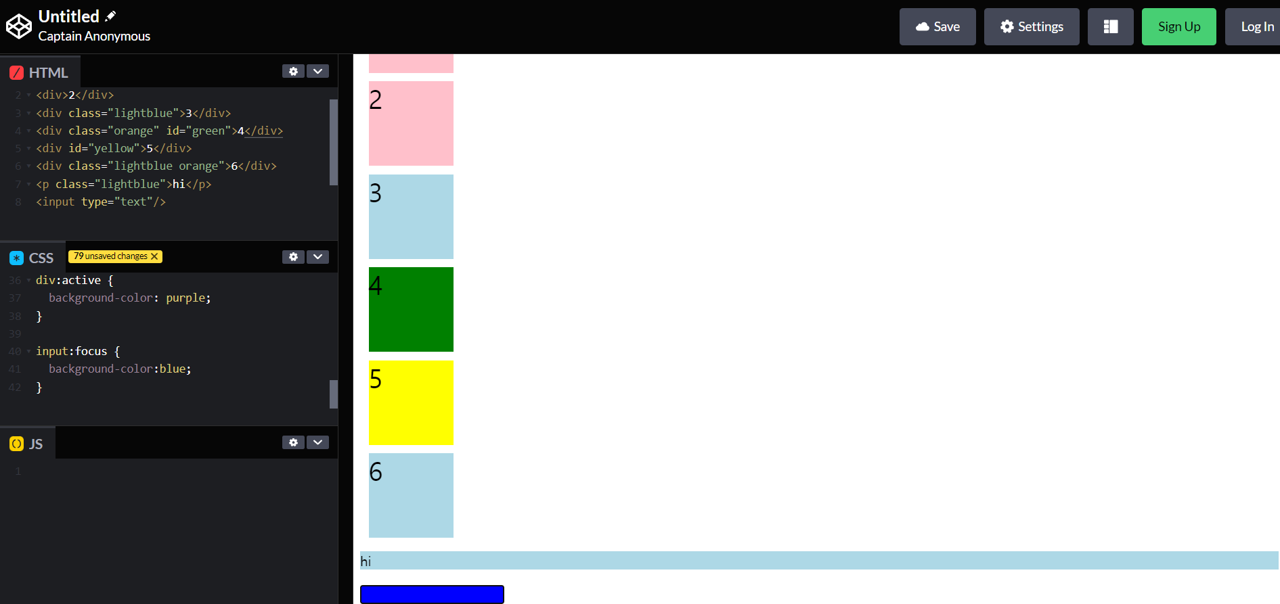 Untitled
Captain Anonymous
Save
Settings
Sign Up
Log In
HTML
2 <div>2</div>
3 <div class="lightblue">3</div>
4 <div class="orange" id="green">4</div>
5 <div id="yellow">5</div>
6 <div class="lightblue orange">6</div>
7 <p class="lightblue">hi</p>
8 <input type="text"/>
CSS
79 unsaved changes X
36 div:active {
37 background-color: purple;
38 }
39
40 input:focus {
41 background-color:blue;
42 }
JS
1
2
3
4
5
6
hi